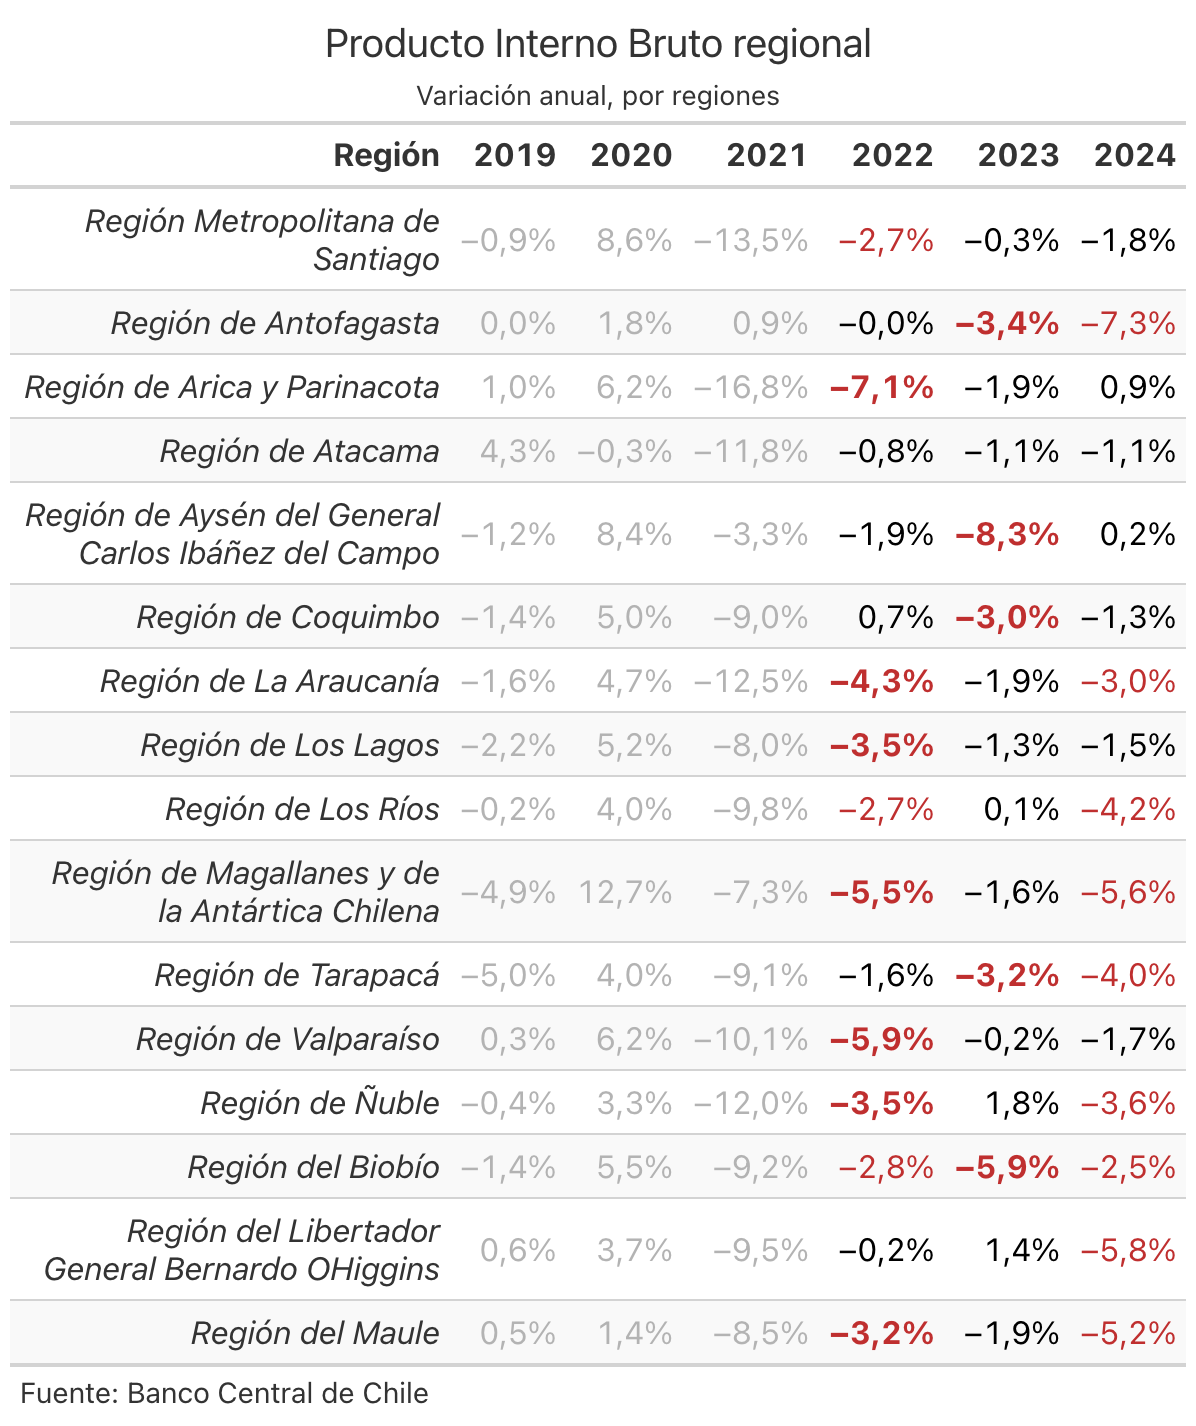 Producto Interno Bruto regional
Variación anual, por regiones
Región 2019 2020 2021 2022 2023 2024
Región Metropolitana de
Santiago
−0,9% 8,6% −13,5% −2,7% −0,3% −1,8%
Región de Antofagasta 0,0% 1,8% 0,9% −0,0% −3,4% −7,3%
Región de Arica y Parinacota 1,0% 6,2% −16,8% −7,1% −1,9% 0,9%
Región de Atacama 4,3% −0,3% −11,8% −0,8% −1,1% −1,1%
Región de Aysén del General
Carlos Ibáñez del Campo
−1,2% 8,4% −3,3% −1,9% −8,3% 0,2%
Región de Coquimbo −1,4% 5,0% −9,0% 0,7% −3,0% −1,3%
Región de La Araucanía −1,6% 4,7% −12,5% −4,3% −1,9% −3,0%
Región de Los Lagos −2,2% 5,2% −8,0% −3,5% −1,3% −1,5%
Región de Los Ríos −0,2% 4,0% −9,8% −2,7% 0,1% −4,2%
Región de Magallanes y de
la Antártica Chilena
−4,9% 12,7% −7,3% −5,5% −1,6% −5,6%
Región de Tarapacá −5,0% 4,0% −9,1% −1,6% −3,2% −4,0%
Región de Valparaíso 0,3% 6,2% −10,1% −5,9% −0,2% −1,7%
Región de Ñuble −0,4% 3,3% −12,0% −3,5% 1,8% −3,6%
Región del Biobío −1,4% 5,5% −9,2% −2,8% −5,9% −2,5%
Región del Libertador
General Bernardo OHiggins
0,6% 3,7% −9,5% −0,2% 1,4% −5,8%
Región del Maule 0,5% 1,4% −8,5% −3,2% −1,9% −5,2%
Fuente: Banco Central de Chile